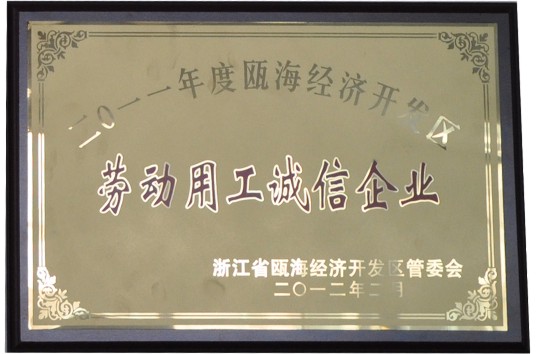 二〇一一年度瓯海经济开发区
劳动用工诚信企业
浙江省瓯海经济开发区管委会
二〇一二年二月